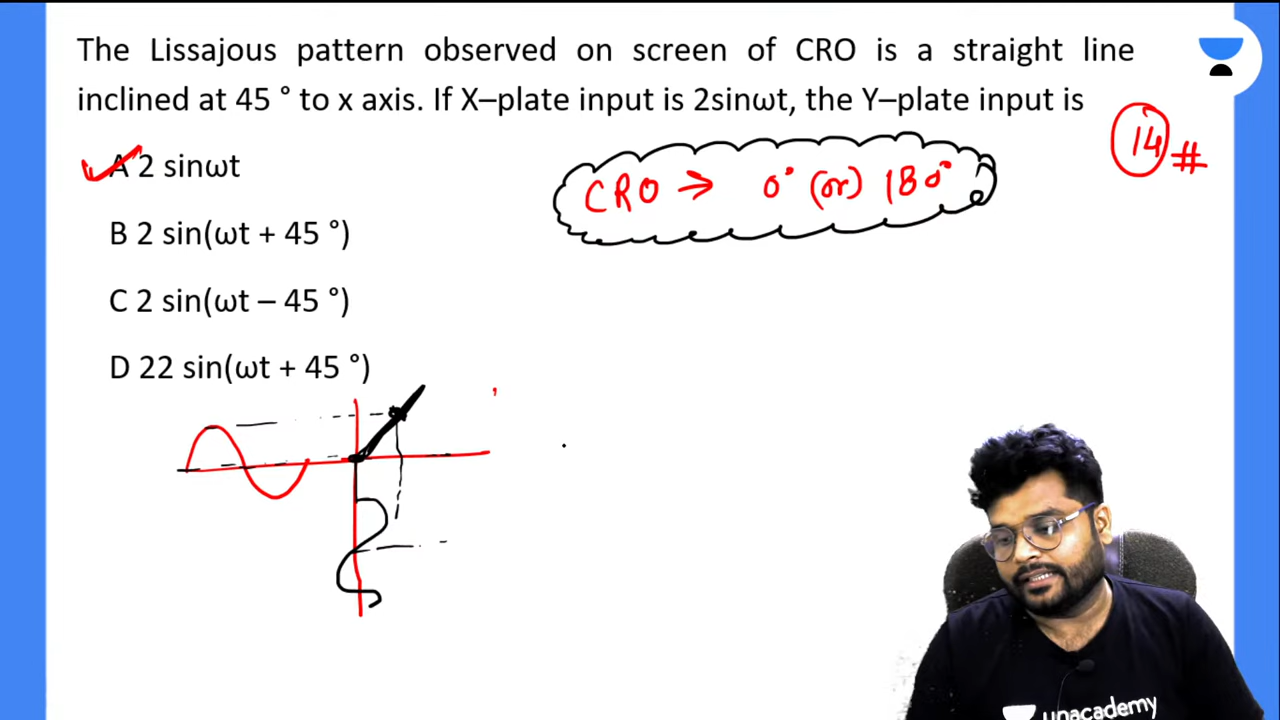 The Lissajous pattern observed on screen of CRO is a straight line
inclined at 45 ° to x axis. If X–plate input is 2sinωt, the Y–plate input is
14 #
A 2 sinωt
CRO → 0° (or) 180°
B 2 sin(ωt + 45 °)
C 2 sin(ωt – 45 °)
D 22 sin(ωt + 45 °)
unacademy